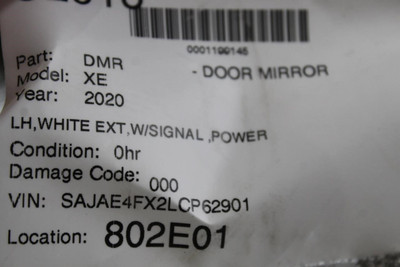 0001199145
Part: DMR - DOOR MIRROR
Model: XE
Year: 2020
LH,WHITE EXT,W/SIGNAL ,POWER
Condition: 0hr
Damage Code: 000
VIN: SAJAE4FX2LCP62901
Location: 802E01